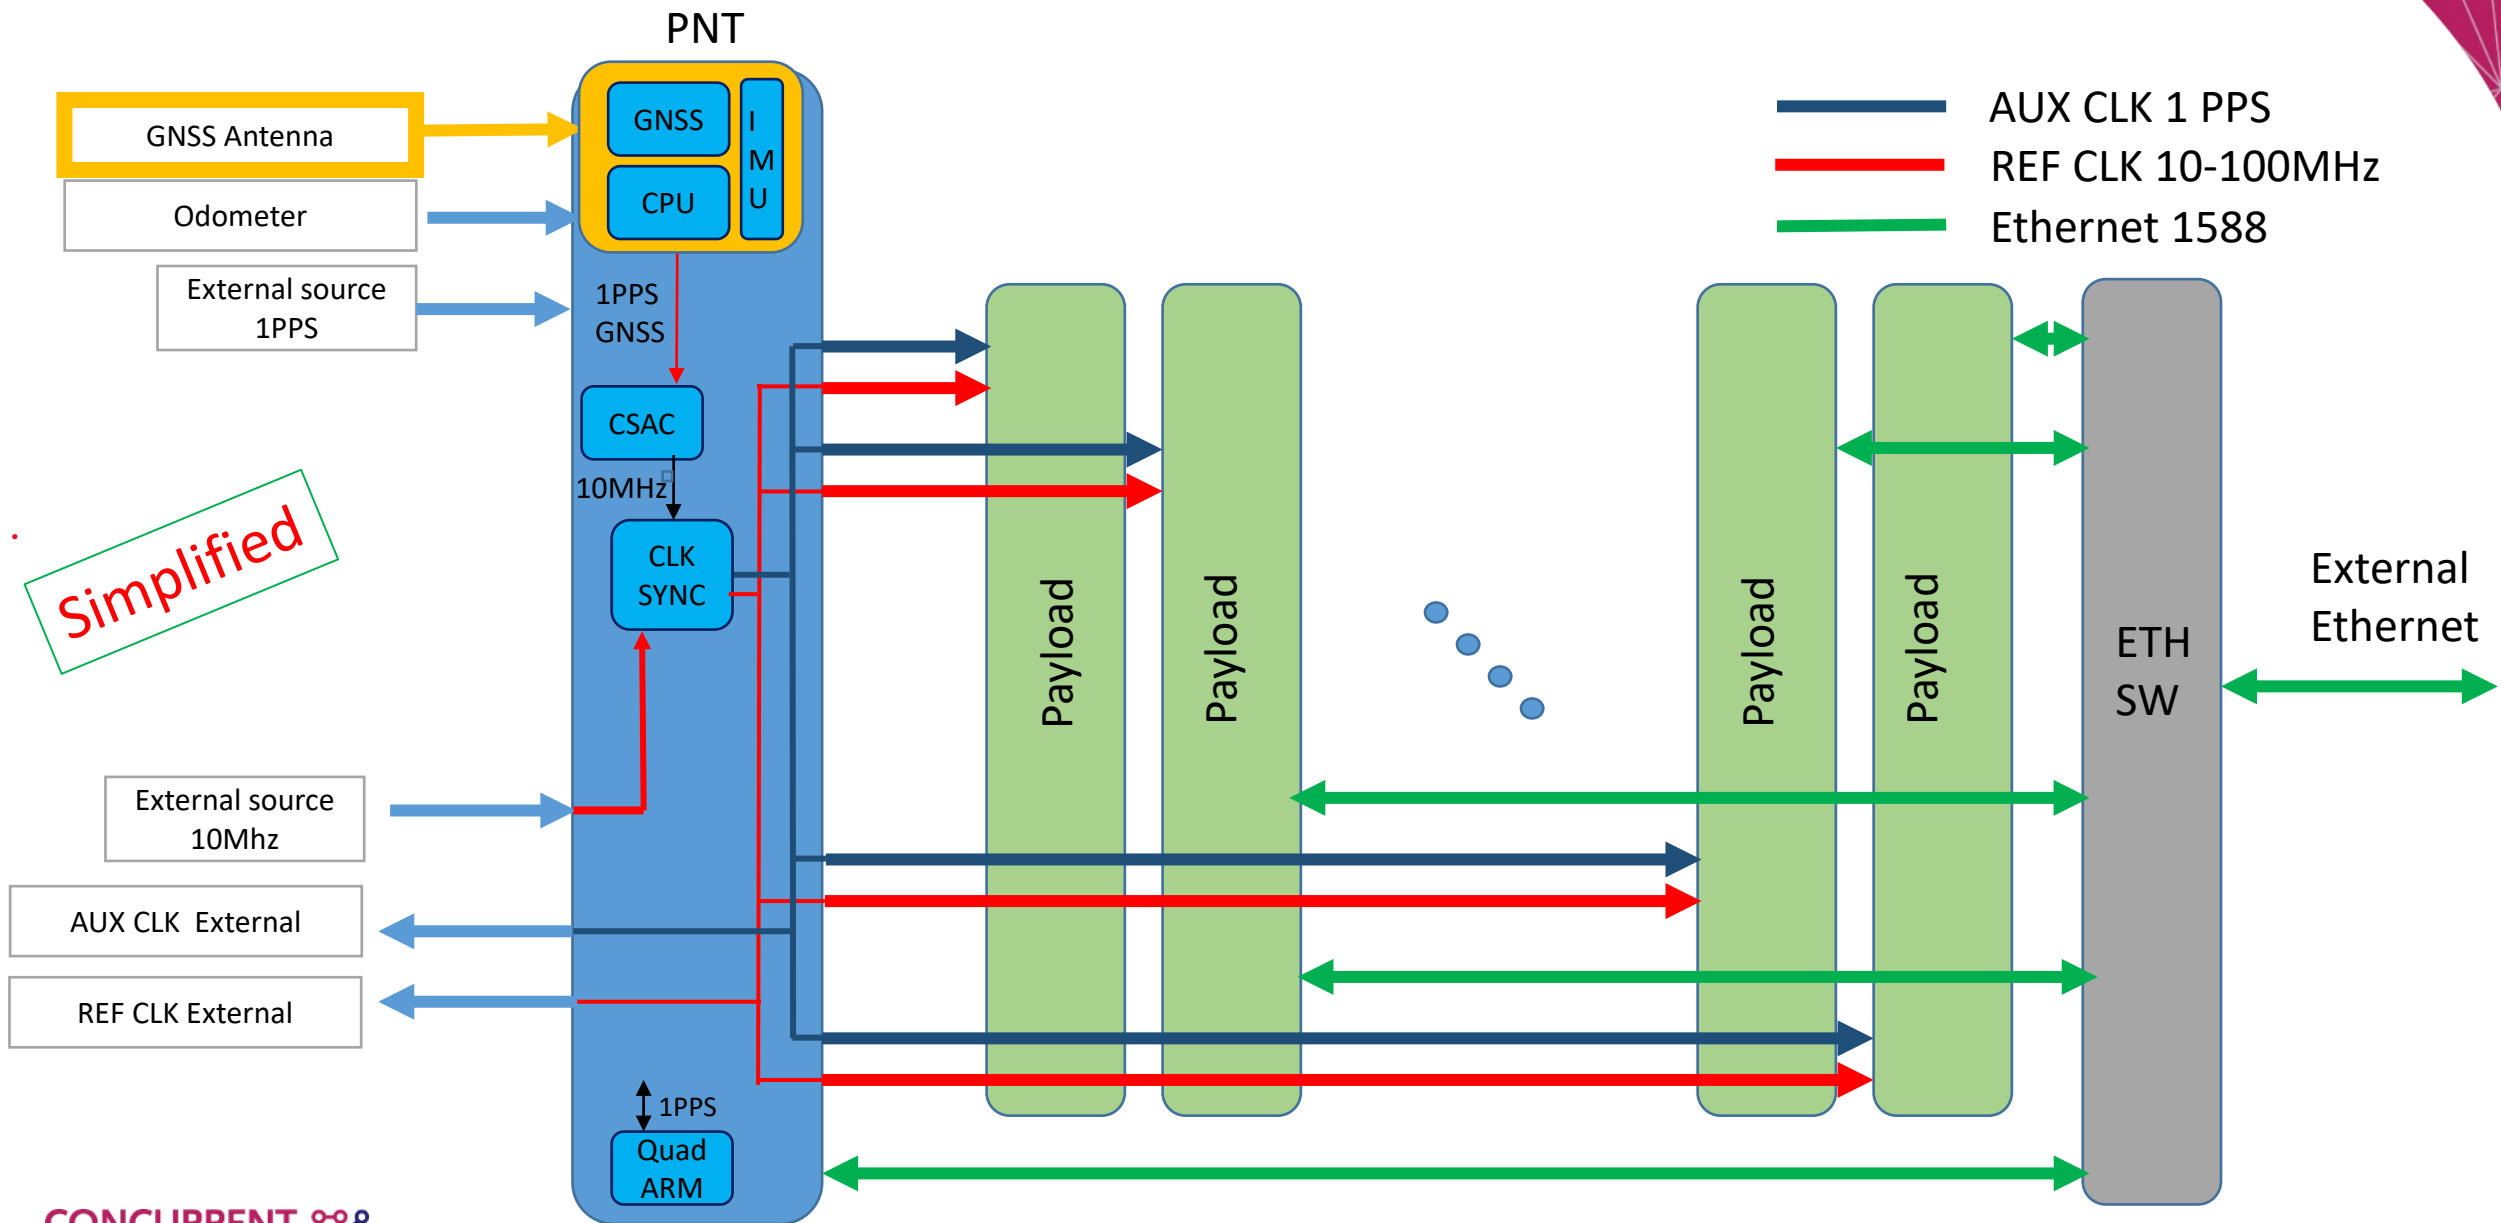 PNT
GNSS Antenna
Odometer
External source
1PPS
GNSS
CPU
I
M
U
1PPS
GNSS
CSAC
10MHz
CLK
SYNC
Simplified
External source
10Mhz
AUX CLK External
REF CLK External
1PPS
Quad
ARM
AUX CLK 1 PPS
REF CLK 10-100MHz
Ethernet 1588
Payload
Payload
Payload
Payload
ETH
SW
External
Ethernet
CONCURRENT